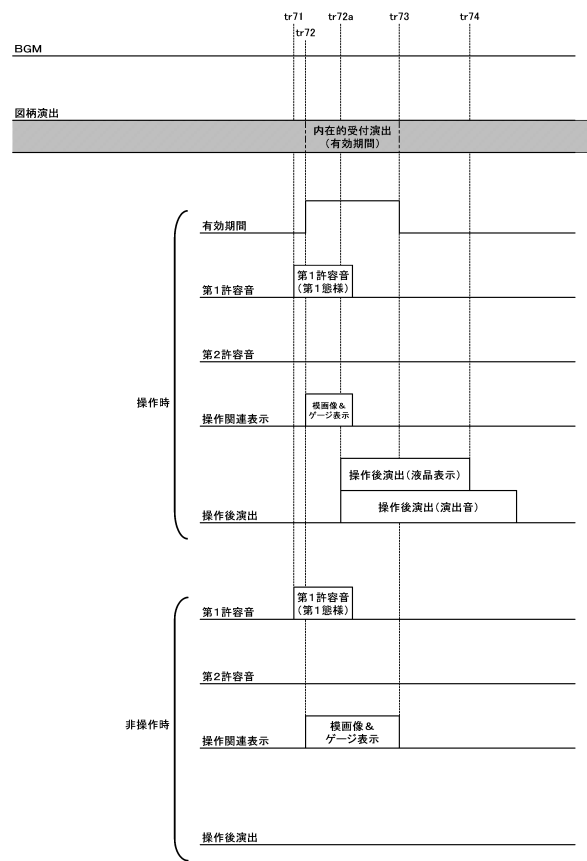 tr71 tr72a tr73 tr74
tr72
BGM
図柄演出
内在的受付演出
(有効期間)
有効期間
第1許容音
(第1態様)
第1許容音
第2許容音
操作時
模画像&
ゲージ表示
操作関連表示
操作後演出(液晶表示)
操作後演出(演出音)
操作後演出
第1許容音
(第1態様)
第1許容音
第2許容音
非操作時
模画像&
ゲージ表示
操作関連表示
操作後演出